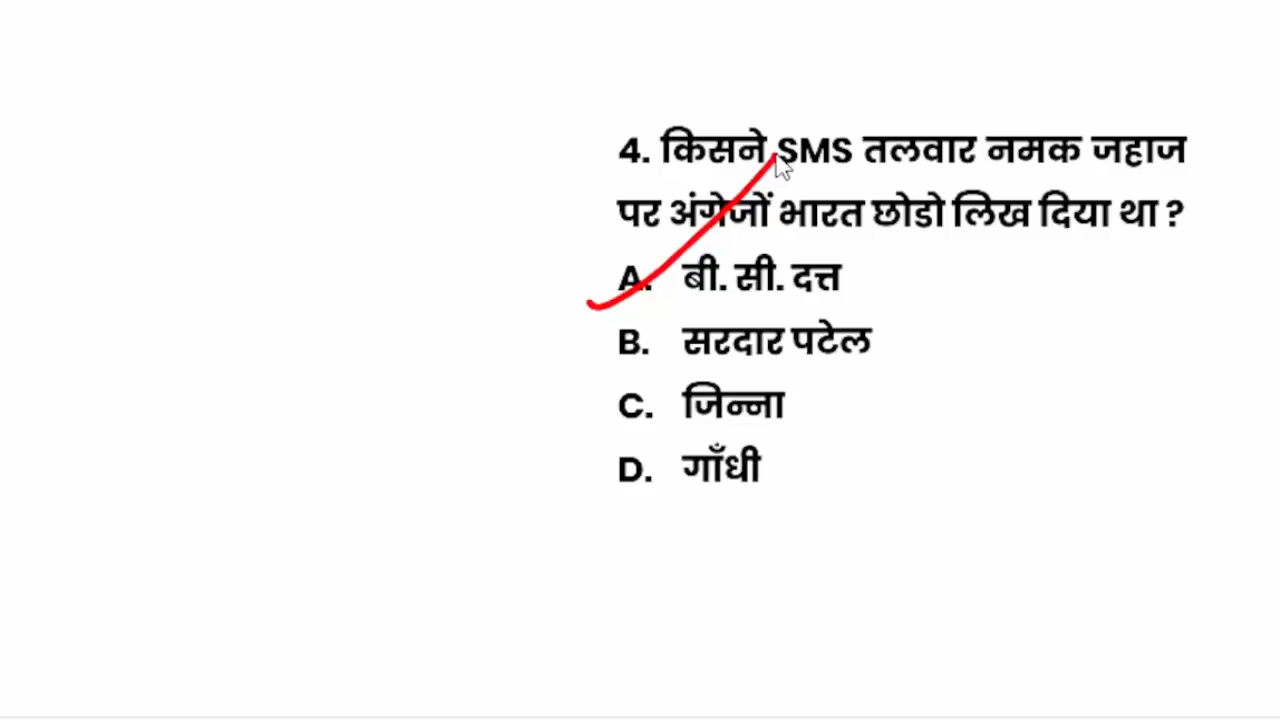 4. किसने SMS तलवार नमक जहाज
पर अंगेजों भारत छोडो लिख दिया था ?
A. बी. सी. दत्त
B. सरदार पटेल
C. जिन्ना
D. गाँधी